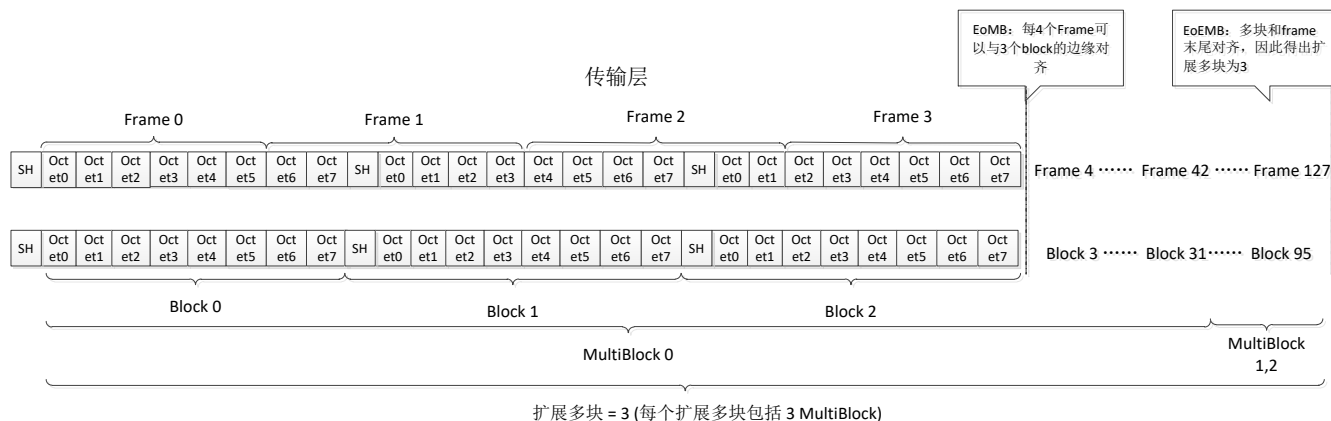 EoMB：每4个Frame可
以与3个block的边缘对
齐
EoEMB：多块和frame
末尾对齐，因此得出扩
展多块为3
传输层
Frame 0 Frame 1 Frame 2 Frame 3
SH Oct et0 Oct et1 Oct et2 Oct et3 Oct et4 Oct et5 Oct et6 Oct et7 SH Oct et0 Oct et1 Oct et2 Oct et3 Oct et4 Oct et5 Oct et6 Oct et7 SH Oct et0 Oct et1 Oct et2 Oct et3 Oct et4 Oct et5 Oct et6 Oct et7 Frame 4 ······ Frame 42 ······ Frame 127
SH Oct et0 Oct et1 Oct et2 Oct et3 Oct et4 Oct et5 Oct et6 Oct et7 SH Oct et0 Oct et1 Oct et2 Oct et3 Oct et4 Oct et5 Oct et6 Oct et7 SH Oct et0 Oct et1 Oct et2 Oct et3 Oct et4 Oct et5 Oct et6 Oct et7 Block 3 ······ Block 31 ······ Block 95
Block 0 Block 1 Block 2
MultiBlock 0
MultiBlock
1,2
扩展多块 = 3 (每个扩展多块包括 3 MultiBlock)